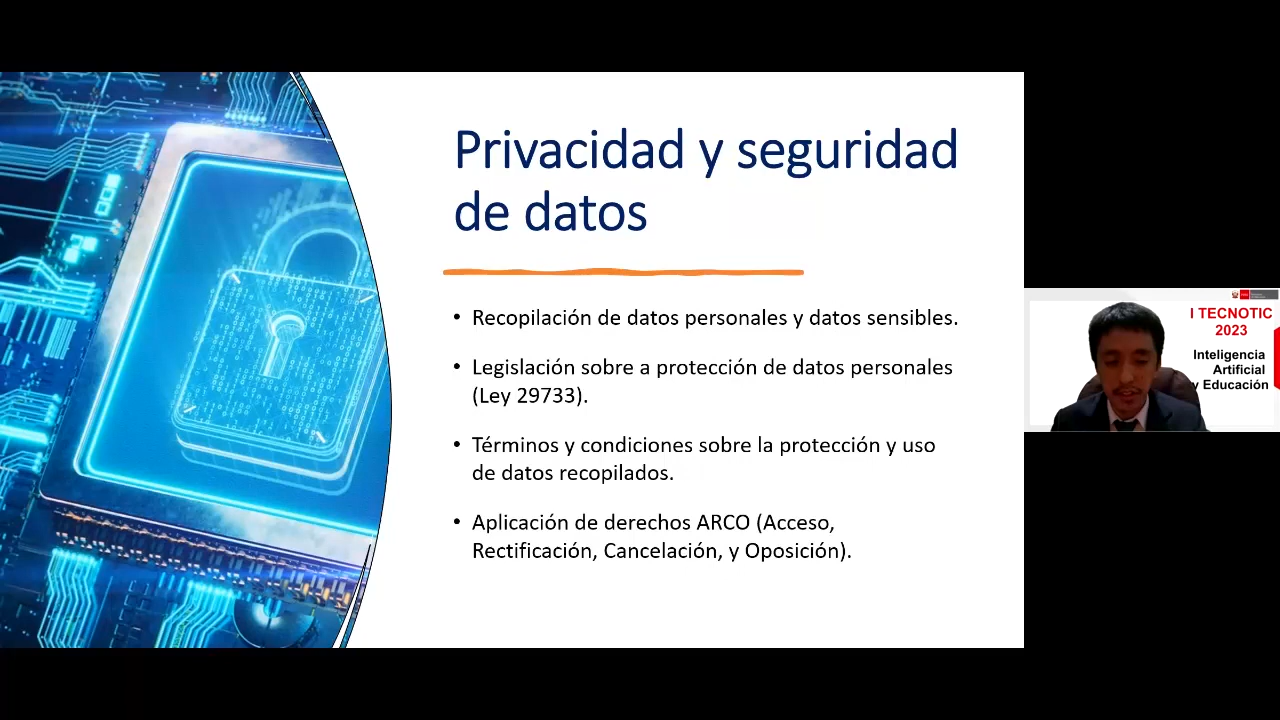 Privacidad y seguridad
de datos
• Recopilación de datos personales y datos sensibles.
• Legislación sobre a protección de datos personales
(Ley 29733).
• Términos y condiciones sobre la protección y uso
de datos recopilados.
• Aplicación de derechos ARCO (Acceso,
Rectificación, Cancelación, y Oposición).
I TECNOTIC
2023
Inteligencia
Artificial
y Educación